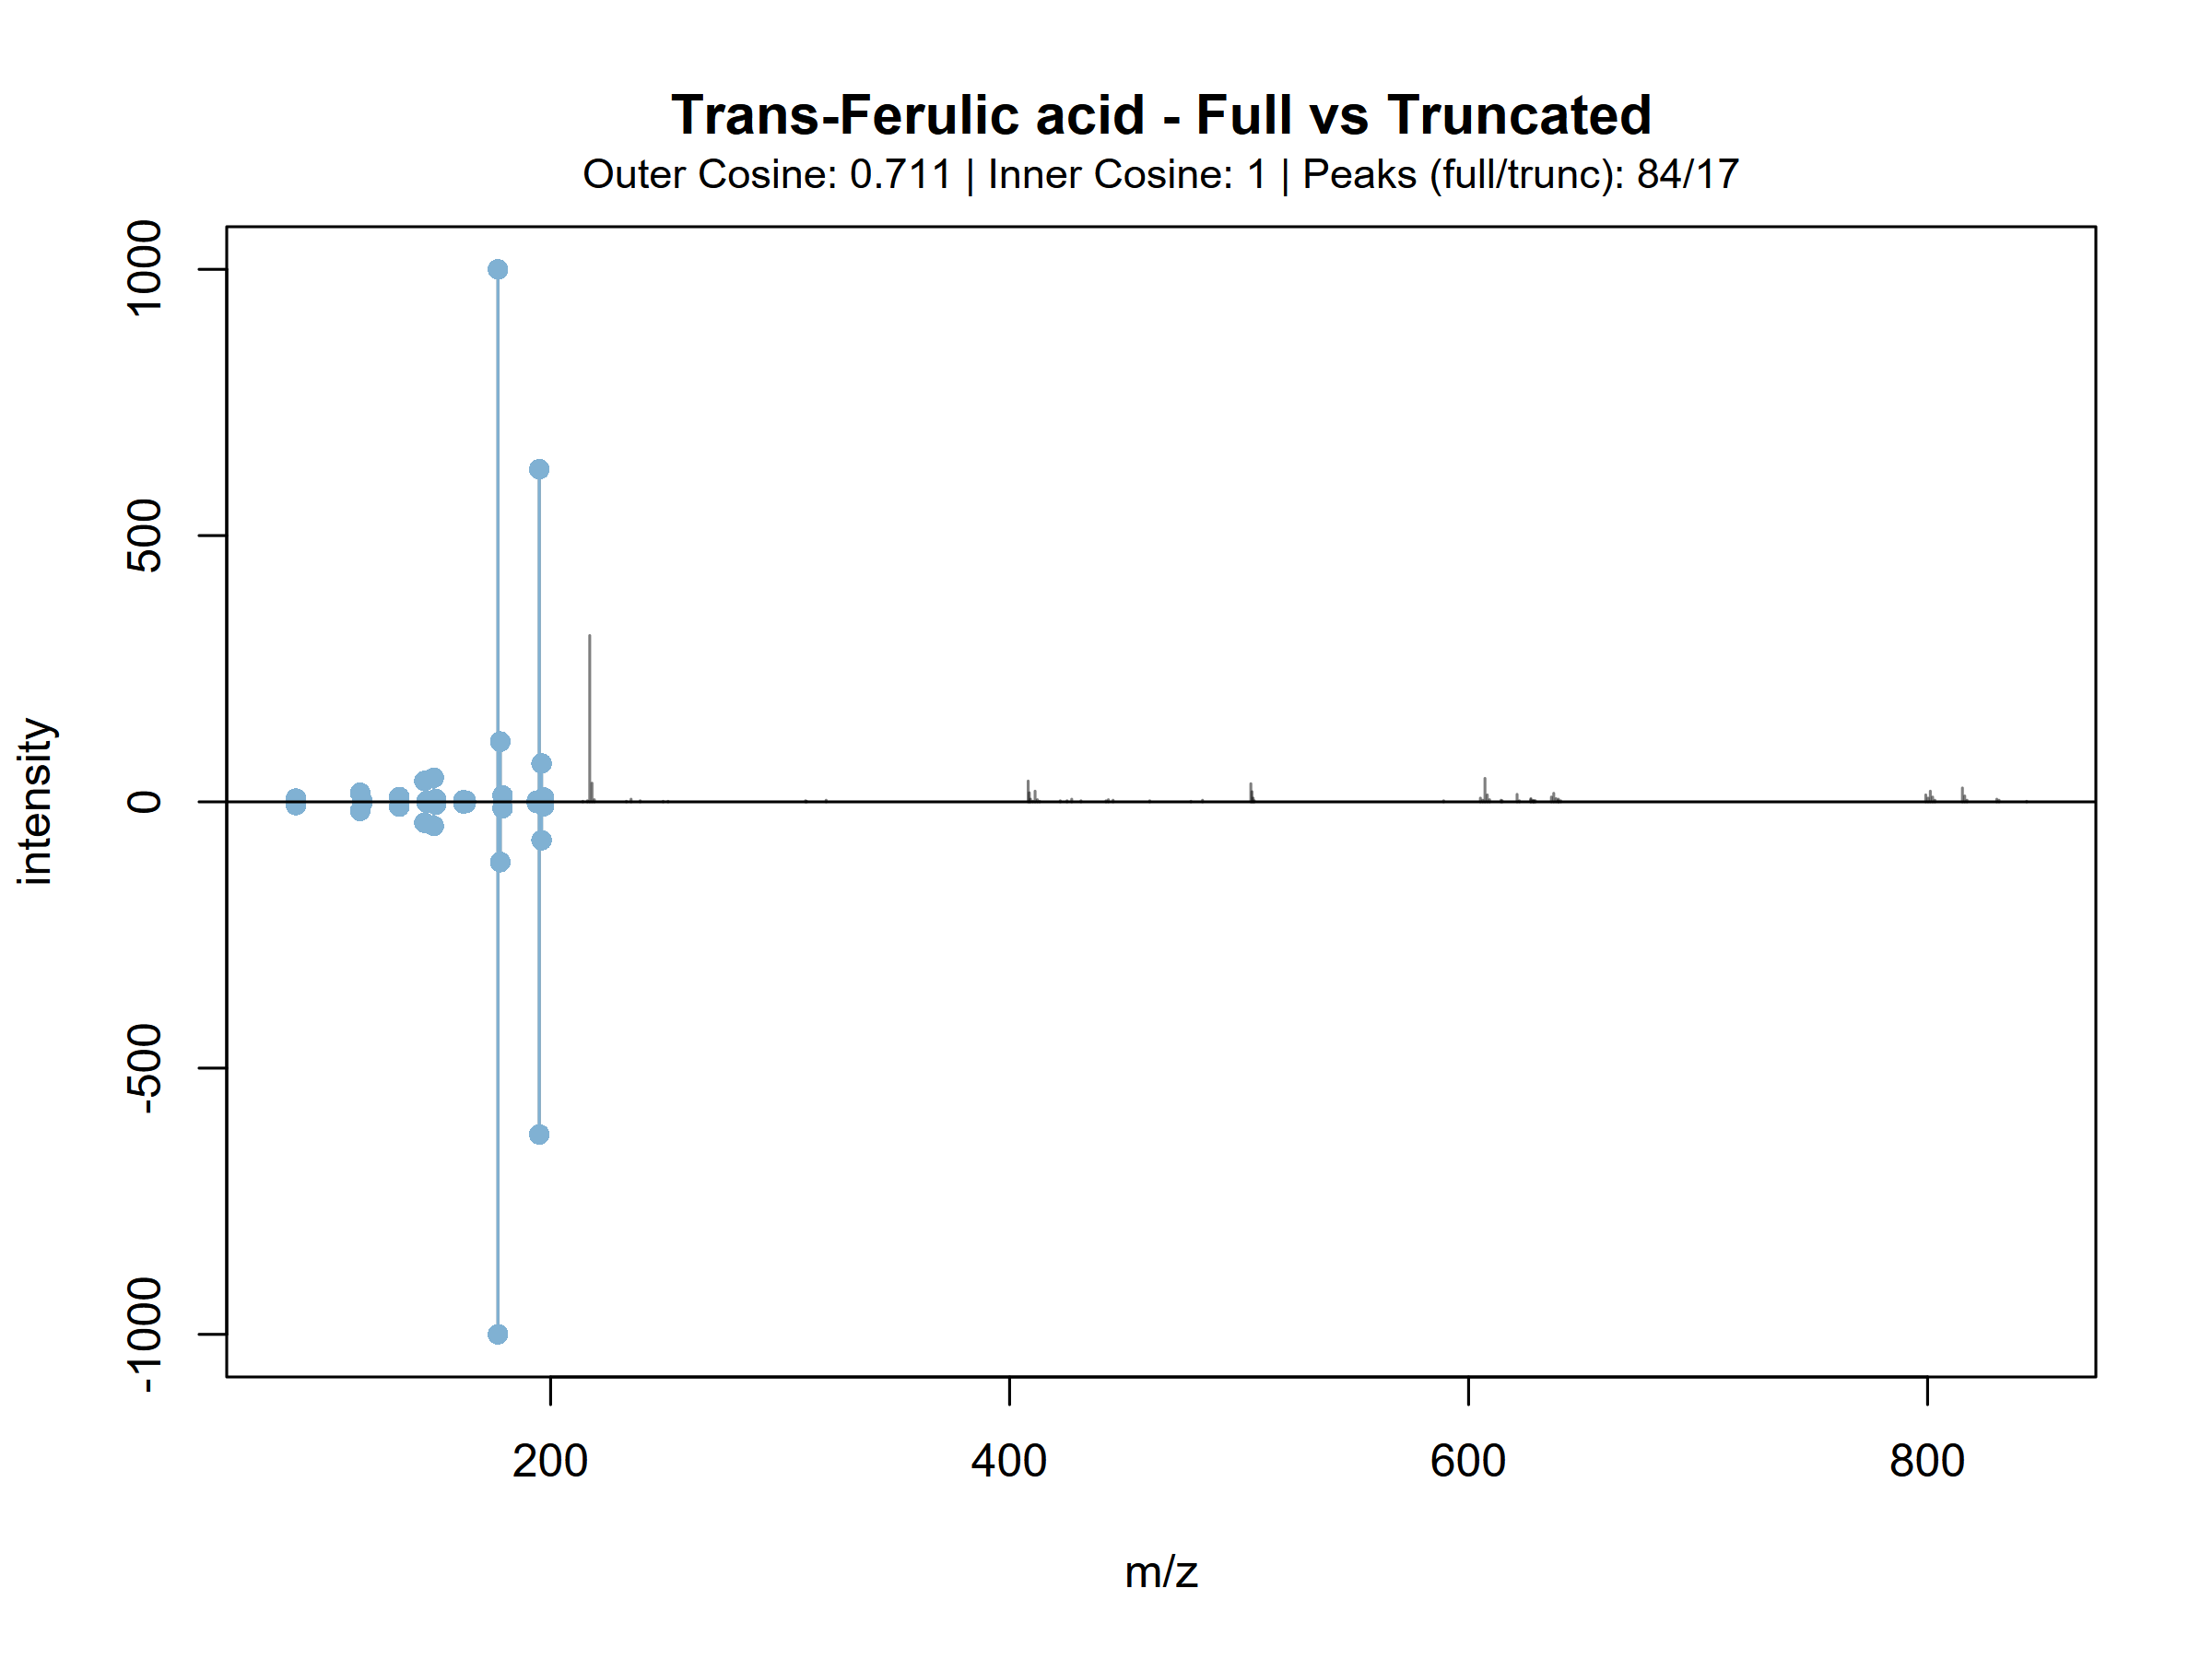 Trans-Ferulic acid - Full vs Truncated
Outer Cosine: 0.711 | Inner Cosine: 1 | Peaks (full/trunc): 84/17
1000
500
0
-500
-1000
intensity
200 400 600 800
m/z